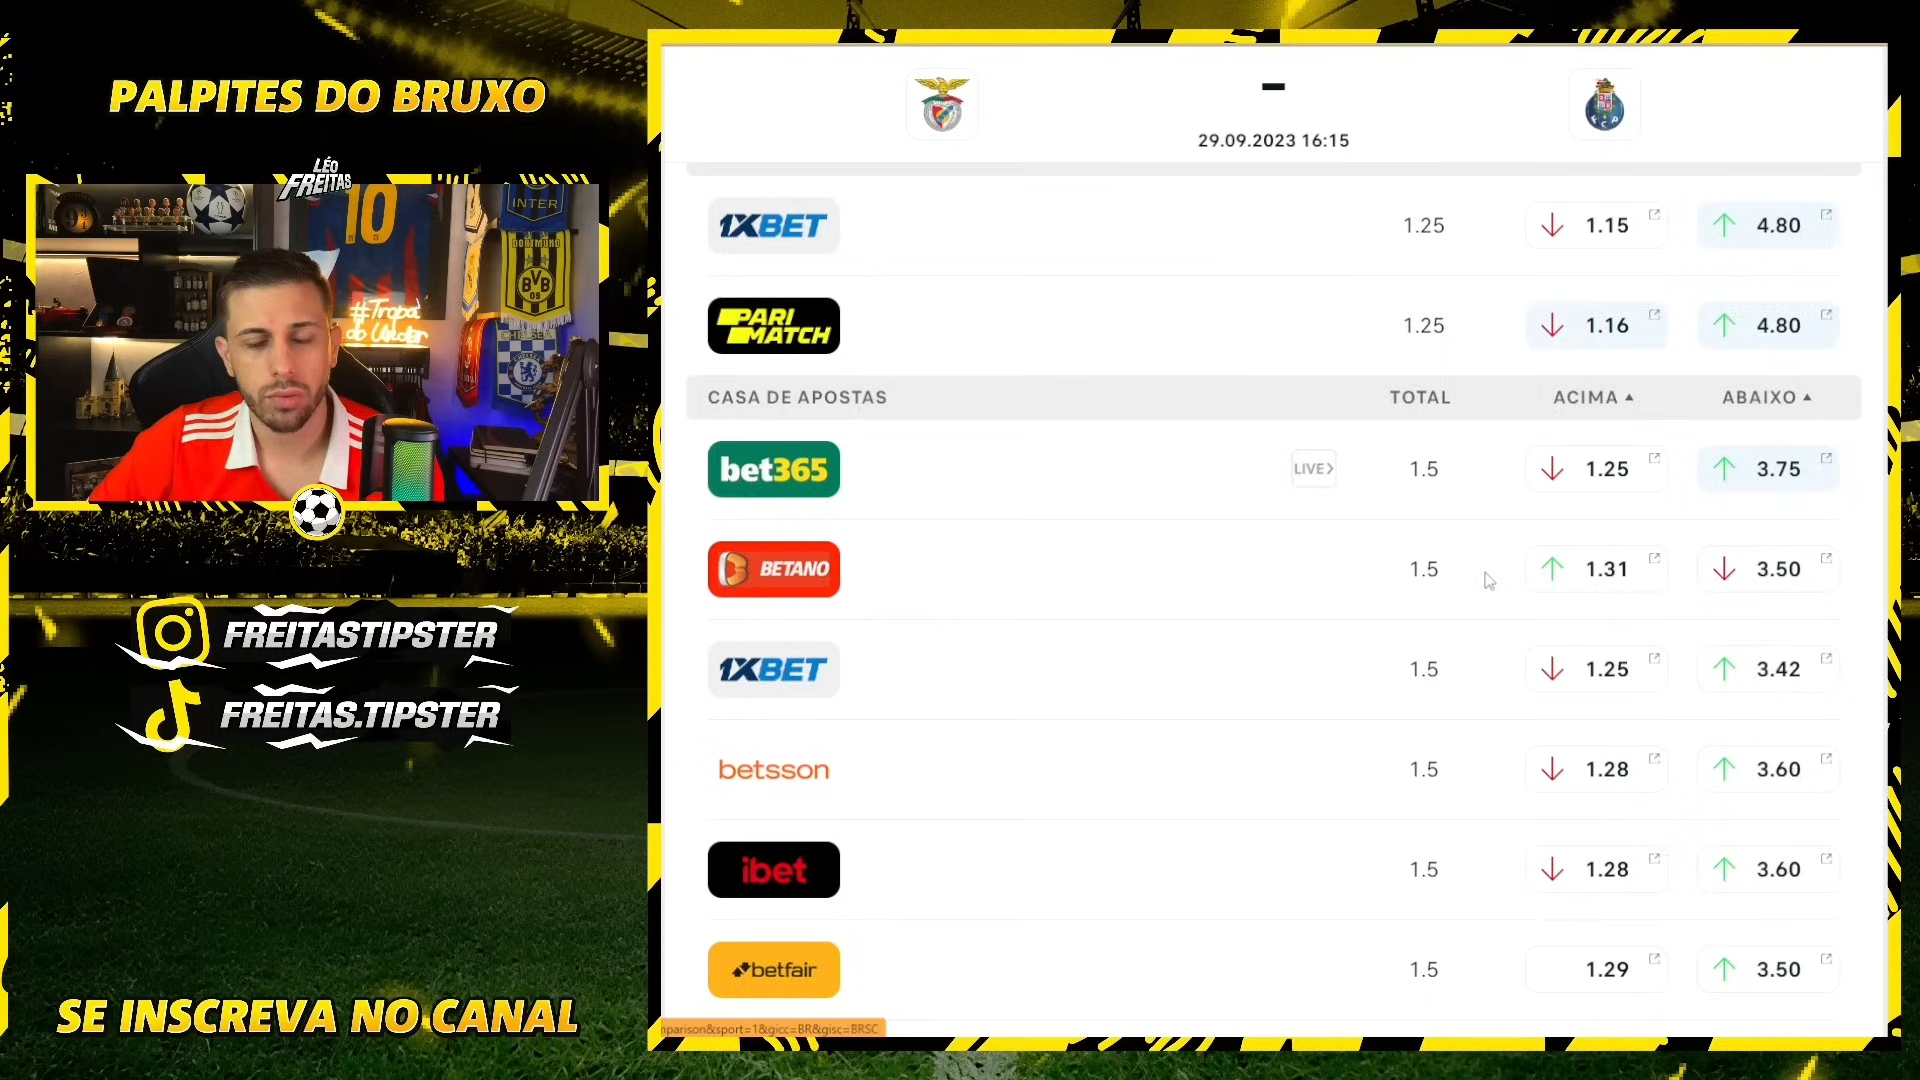 PALPITES DO BRUXO
LÉO
FREITAS
10
INTER
DORTMUND
BVB
09
#Tropa
do Under
CHELSEA
FREITASTIPSTER
FREITAS.TIPSTER
SE INSCREVA NO CANAL
29.09.2023 16:15
F C P
1XBET 1.25 1.15 4.80
PARI MATCH 1.25 1.16 4.80
CASA DE APOSTAS TOTAL ACIMA ABAIXO
bet365 LIVE> 1.5 1.25 3.75
BETANO 1.5 1.31 3.50
1XBET 1.5 1.25 3.42
betsson 1.5 1.28 3.60
ibet 1.5 1.28 3.60
betfair 1.5 1.29 3.50
nparison&sport=1&gicc=BR&gisc=BRSC